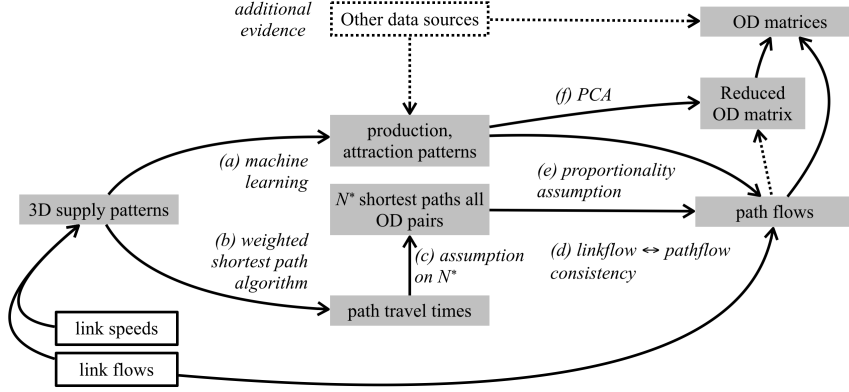 additional
evidence
Other data sources
OD matrices
(f) PCA
Reduced
OD matrix
production,
attraction patterns
(a) machine
learning
(e) proportionality
assumption
N* shortest paths all
OD pairs
3D supply patterns
path flows
(b) weighted
shortest path
algorithm
(c) assumption
on N*
(d) linkflow ↔ pathflow
consistency
path travel times
link speeds
link flows